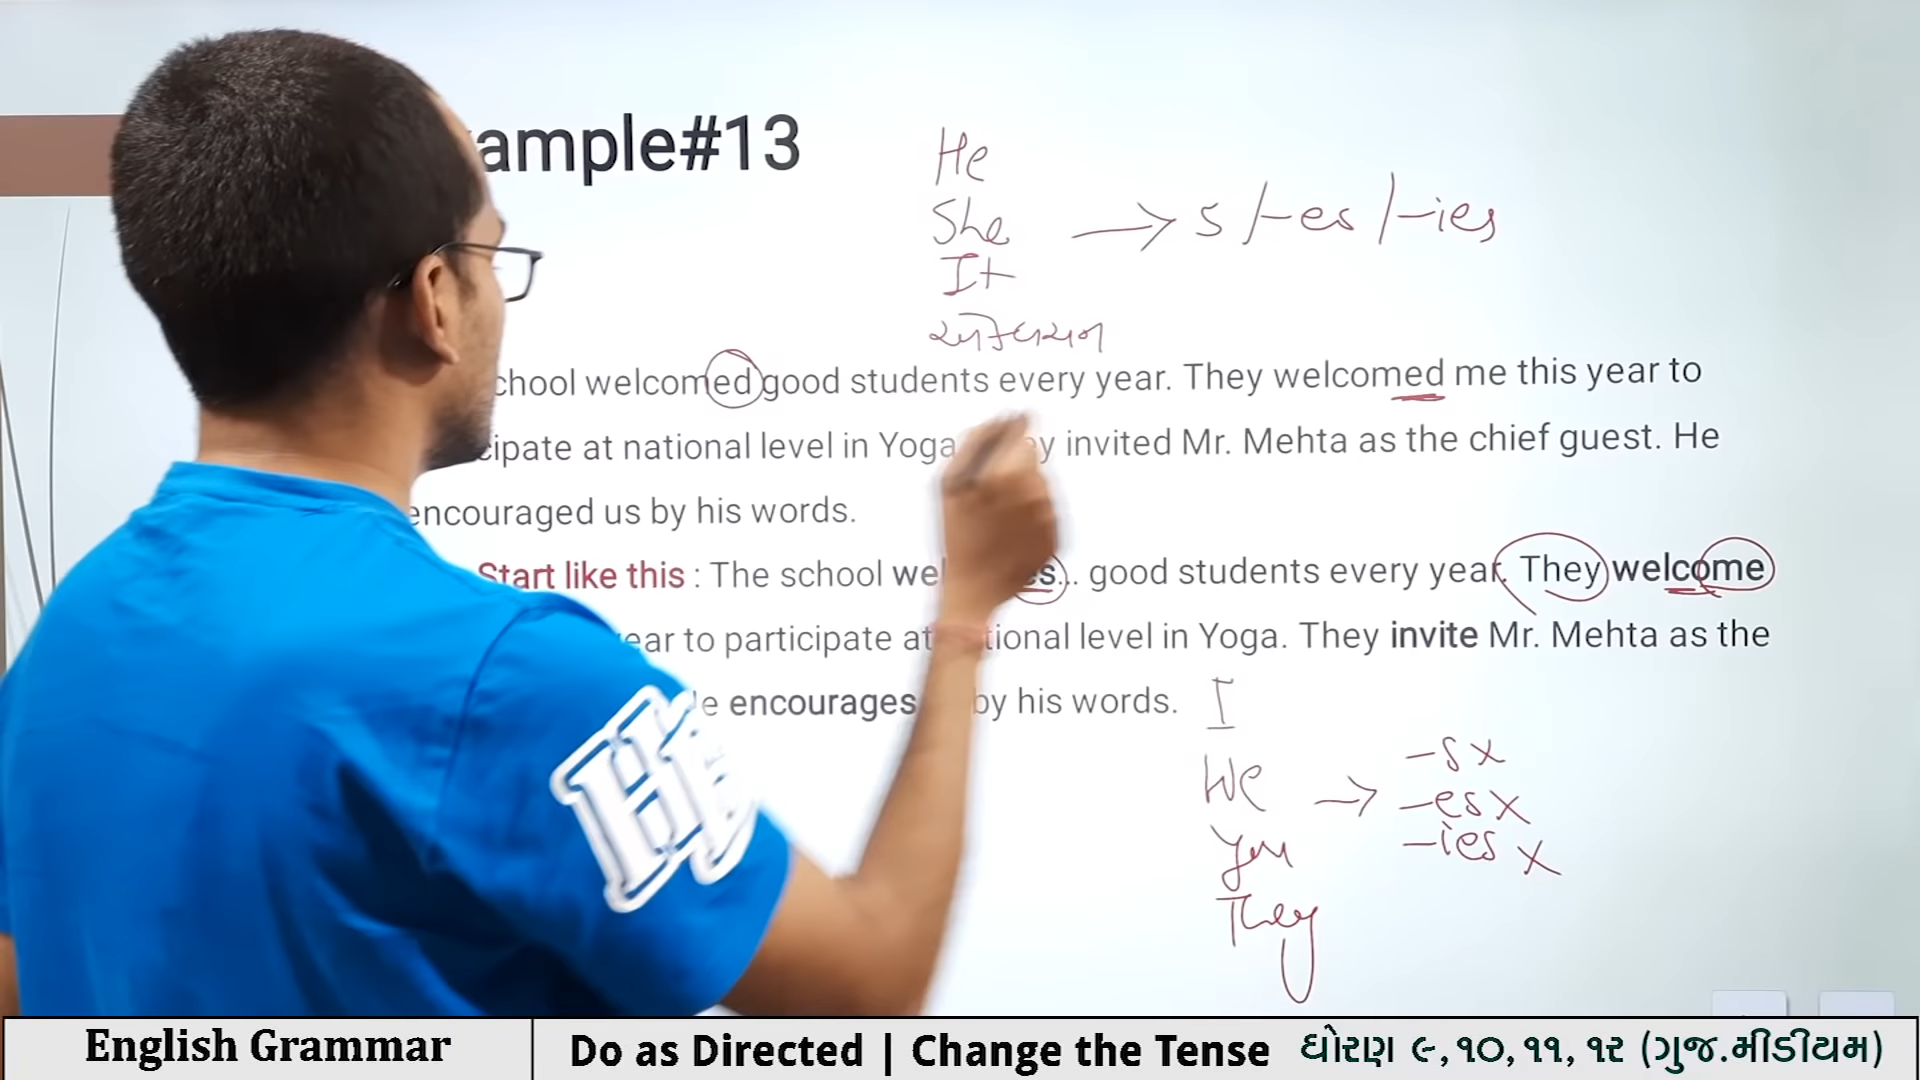 ample#13
He
She
It
→ s /-es /-ies
એકવચન
chool welcomed good students every year. They welcomed me this year to
cipate at national level in Yoga. They invited Mr. Mehta as the chief guest. He
encouraged us by his words.
Start like this : The school wel es... good students every year. They welcome
ear to participate at tional level in Yoga. They invite Mr. Mehta as the
e encourages by his words.
I
We
You
They
→ -s x
-es x
-ies x
English Grammar
Do as Directed | Change the Tense ધોરણ ૯, ૧૦, ૧૧, ૧૨ (ગુજ.મીડીયમ)